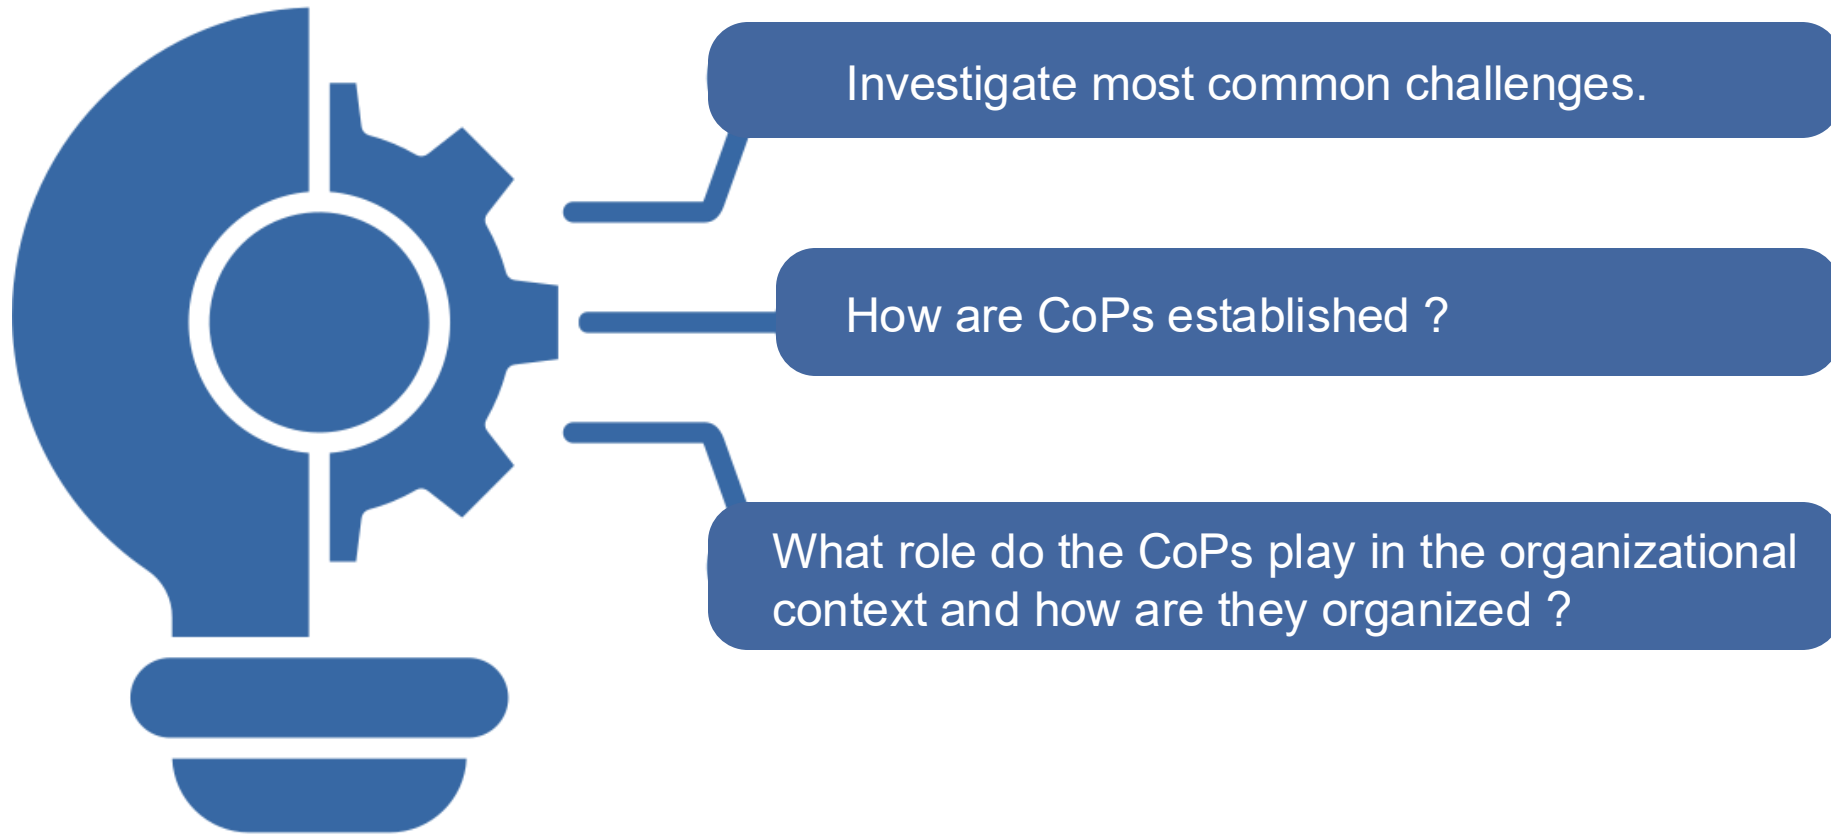 Investigate most common challenges.
How are CoPs established ?
What role do the CoPs play in the organizational
context and how are they organized ?